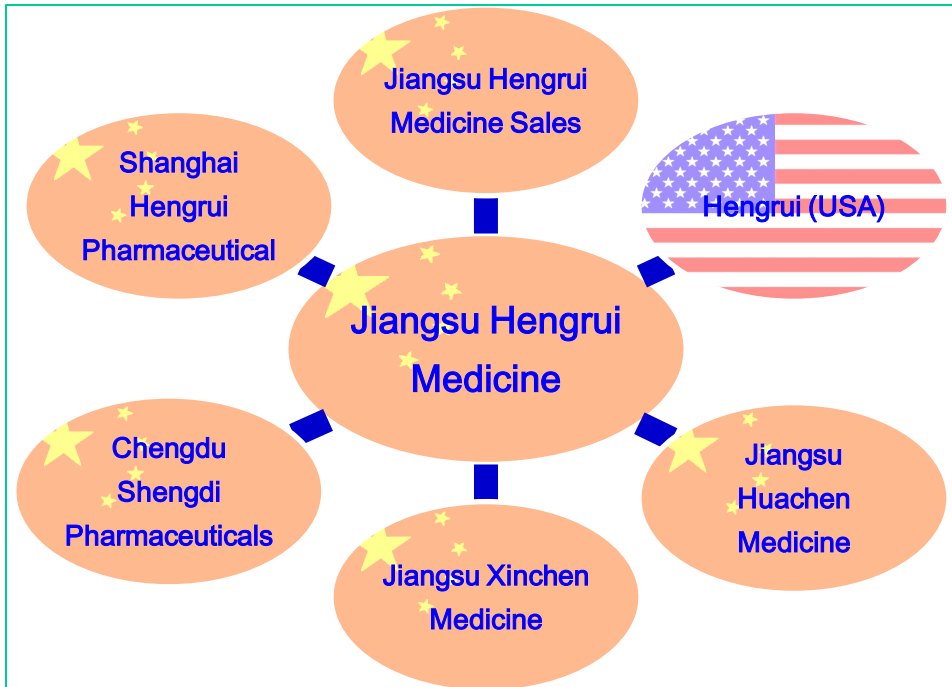 Jiangsu Hengrui
Medicine Sales
Shanghai
Hengrui
Pharmaceutical
Hengrui (USA)
Jiangsu Hengrui
Medicine
Chengdu
Shengdi
Pharmaceuticals
Jiangsu
Huachen
Medicine
Jiangsu Xinchen
Medicine